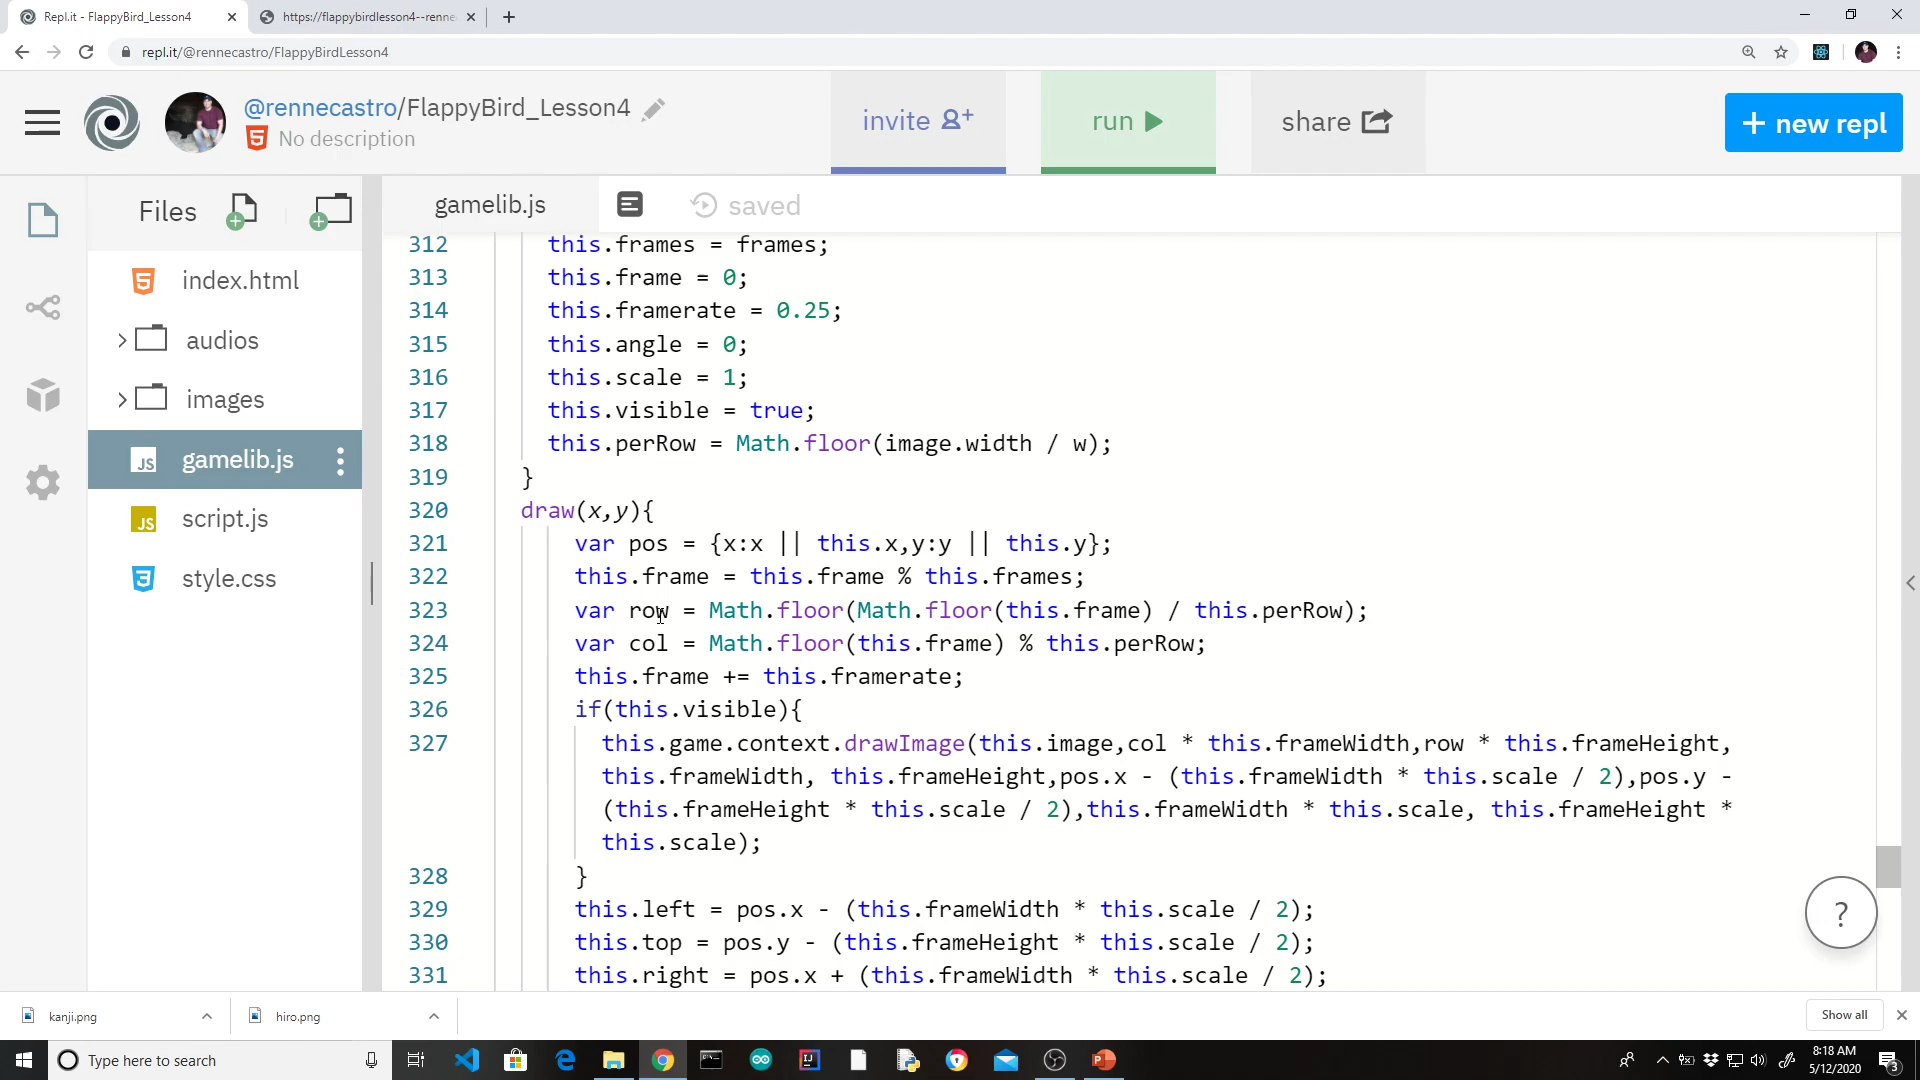 Repl.it - FlappyBird_Lesson4
https://flappybirdlesson4--renne
repl.it/@rennecastro/FlappyBirdLesson4
@rennecastro/FlappyBird_Lesson4
No description
invite
run
share
+ new repl
Files
gamelib.js
saved
index.html
audios
images
gamelib.js
script.js
style.css
312 this.frames = frames;
313 this.frame = 0;
314 this.framerate = 0.25;
315 this.angle = 0;
316 this.scale = 1;
317 this.visible = true;
318 this.perRow = Math.floor(image.width / w);
319 }
320 draw(x,y){
321 var pos = {x:x || this.x,y:y || this.y};
322 this.frame = this.frame % this.frames;
323 var row = Math.floor(Math.floor(this.frame) / this.perRow);
324 var col = Math.floor(this.frame) % this.perRow;
325 this.frame += this.framerate;
326 if(this.visible){
327 this.game.context.drawImage(this.image,col * this.frameWidth,row * this.frameHeight,
this.frameWidth, this.frameHeight,pos.x - (this.frameWidth * this.scale / 2),pos.y -
(this.frameHeight * this.scale / 2),this.frameWidth * this.scale, this.frameHeight *
this.scale);
328 }
329 this.left = pos.x - (this.frameWidth * this.scale / 2);
330 this.top = pos.y - (this.frameHeight * this.scale / 2);
331 this.right = pos.x + (this.frameWidth * this.scale / 2);
?
kanji.png
hiro.png
Show all
Type here to search
8:18 AM
5/12/2020
3